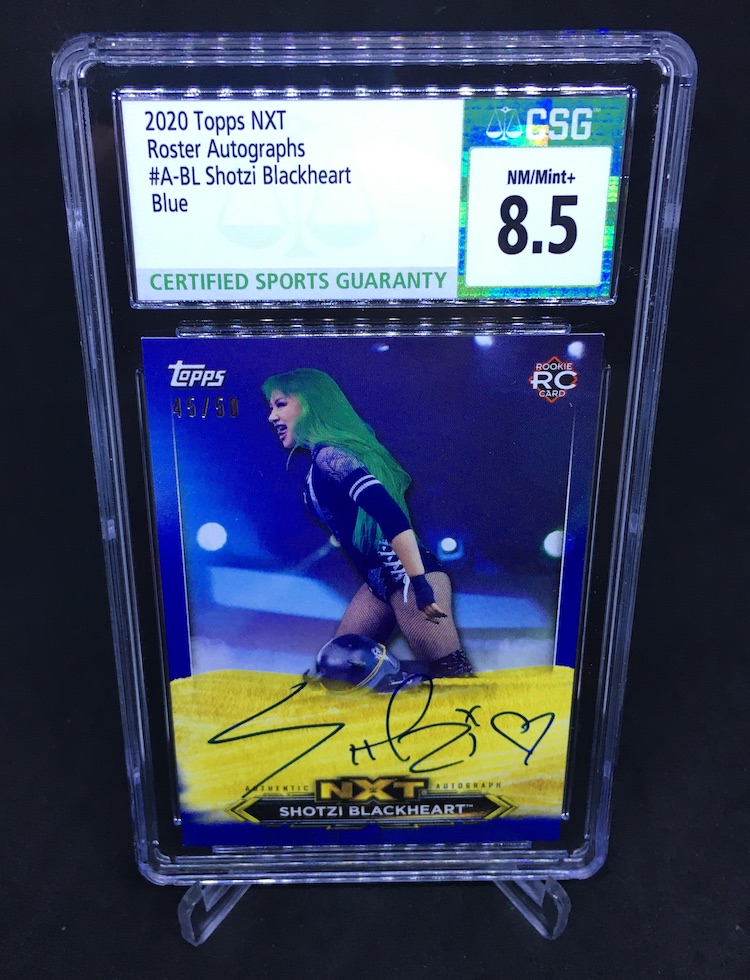 2020 Topps NXT
Roster Autographs
#A-BL Shotzi Blackheart
Blue
CERTIFIED SPORTS GUARANTY
CSG
NM/Mint+
8.5
topps
45/50
ROOKIE
RC
CARD
AUTHENTIC NXT AUTOGRAPH
SHOTZI BLACKHEART™